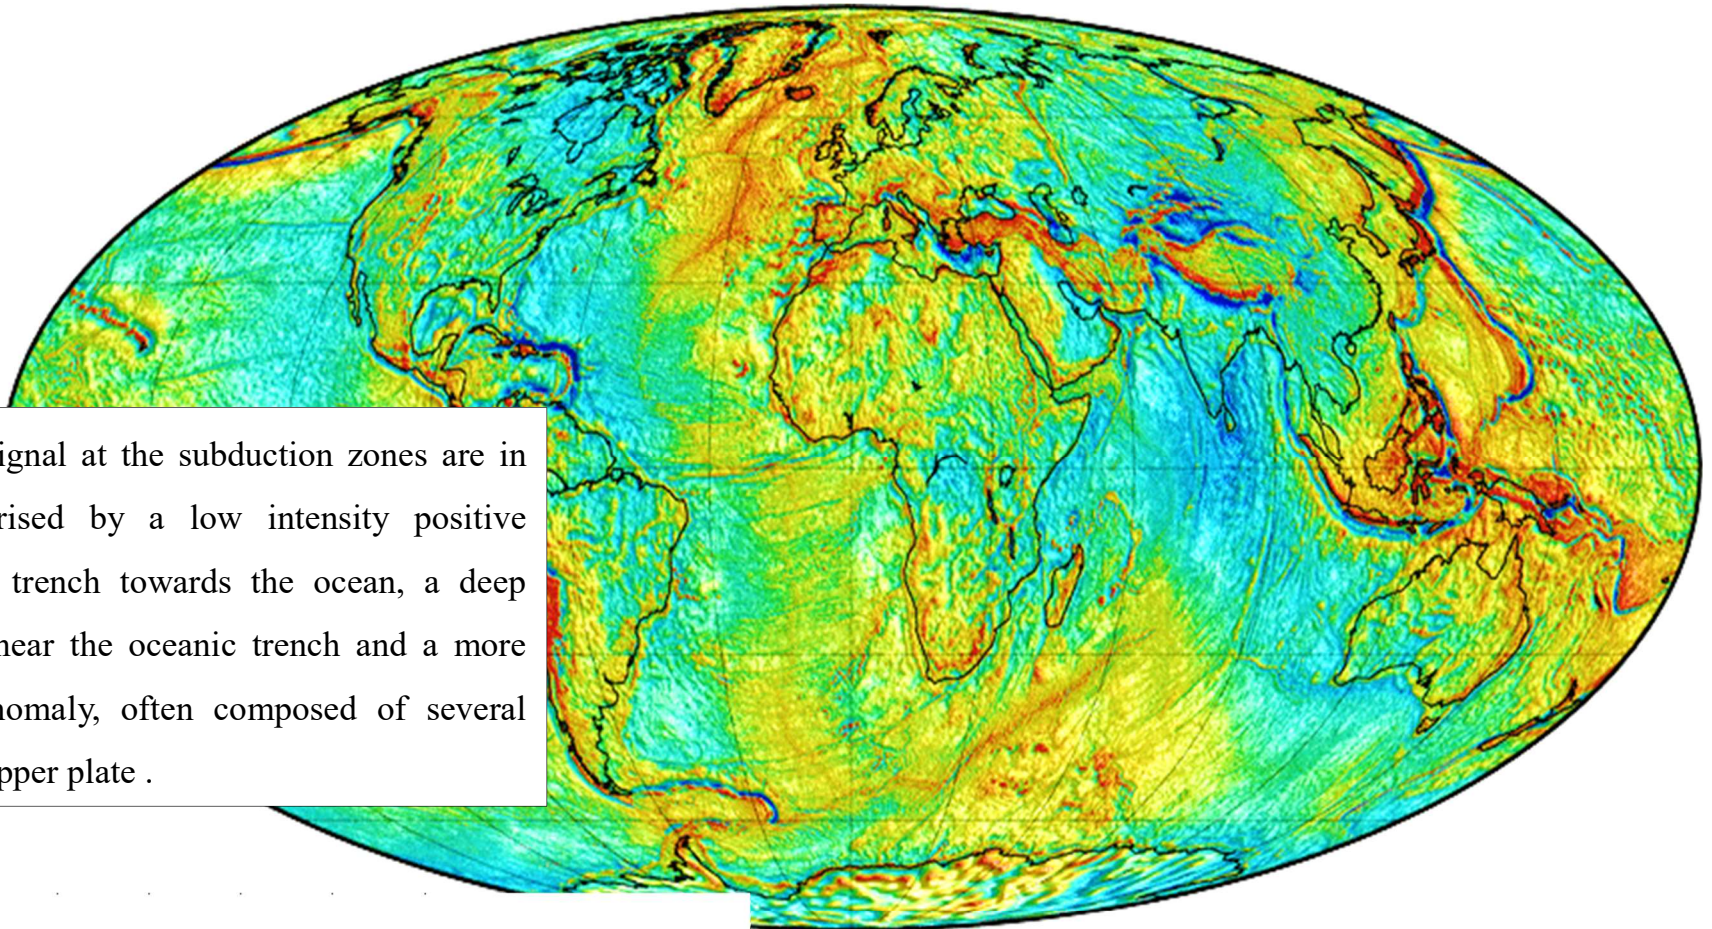 ignal at the subduction zones are in
rised by a low intensity positive
trench towards the ocean, a deep
near the oceanic trench and a more
nomaly, often composed of several
pper plate .